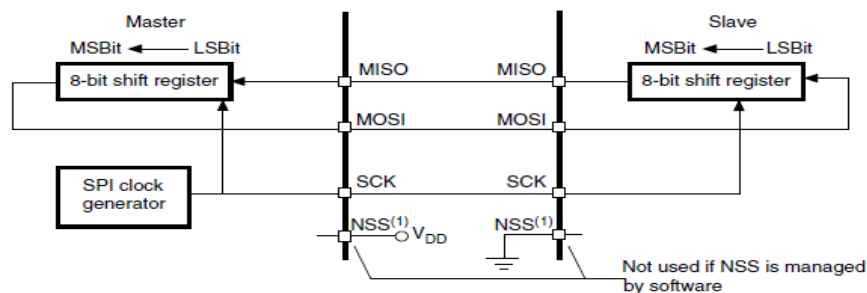 Master
Slave
MSBit LSBit
MSBit LSBit
8-bit shift register
MISO
MISO
8-bit shift register
MOSI
MOSI
SPI clock
generator
SCK
SCK
NSS(1)
VDD
NSS(1)
Not used if NSS is managed
by software